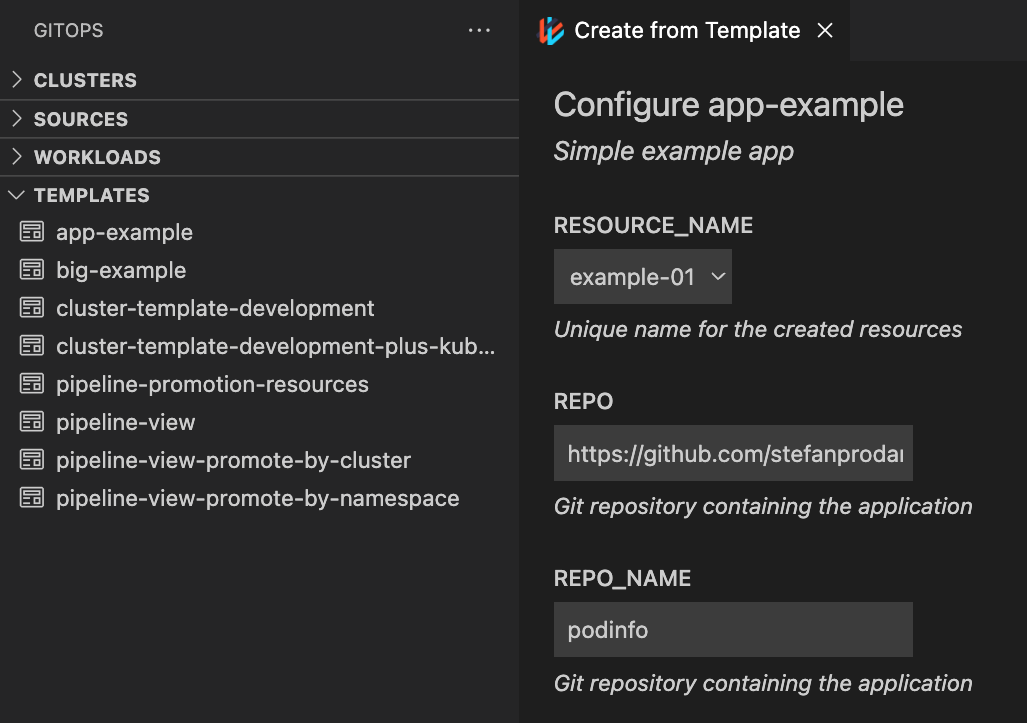 GITOPS
CLUSTERS
SOURCES
WORKLOADS
TEMPLATES
app-example
big-example
cluster-template-development
cluster-template-development-plus-kub...
pipeline-promotion-resources
pipeline-view
pipeline-view-promote-by-cluster
pipeline-view-promote-by-namespace
Create from Template
Configure app-example
Simple example app
RESOURCE_NAME
example-01
Unique name for the created resources
REPO
https://github.com/stefanprodan
Git repository containing the application
REPO_NAME
podinfo
Git repository containing the application